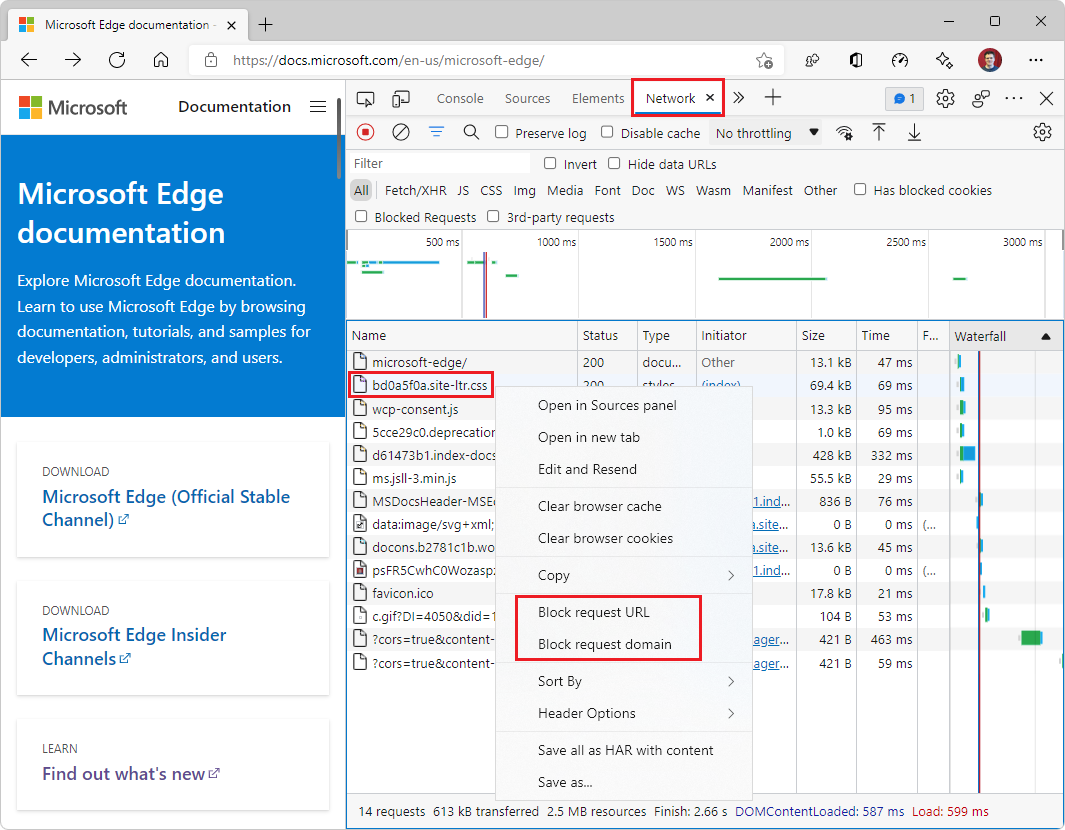 Microsoft Edge documentation -
https://docs.microsoft.com/en-us/microsoft-edge/
Microsoft
Documentation
Microsoft Edge
documentation
Explore Microsoft Edge documentation.
Learn to use Microsoft Edge by browsing
documentation, tutorials, and samples for
developers, administrators, and users.
DOWNLOAD
Microsoft Edge (Official Stable
Channel)
DOWNLOAD
Microsoft Edge Insider
Channels
LEARN
Find out what's new
Console Sources Elements Network 1
Preserve log Disable cache No throttling
Filter Invert Hide data URLs
All Fetch/XHR JS CSS Img Media Font Doc WS Wasm Manifest Other Has blocked cookies
Blocked Requests 3rd-party requests
500 ms 1000 ms 1500 ms 2000 ms 2500 ms 3000 ms
Name Status Type Initiator Size Time F... Waterfall
microsoft-edge/ 200 docu... Other 13.1 kB 47 ms
bd0a5f0a.site-ltr.css 200 styles (index) 69.4 kB 69 ms
wcp-consent.js 13.3 kB 95 ms
5cce29c0.deprecation 1.0 kB 69 ms
d61473b1.index-docs 428 kB 332 ms
ms.jsll-3.min.js 55.5 kB 29 ms
MSDocsHeader-MSEd 1.ind... 836 B 76 ms
data:image/svg+xml; a.site... 0 B 0 ms (...
docons.b2781c1b.wo a.site... 13.6 kB 45 ms
psFR5CwhC0Wozaspz 1.ind... 0 B 0 ms (...
favicon.ico 17.8 kB 21 ms
c.gif?DI=4050&did=1 104 B 53 ms
?cors=true&content- ager... 421 B 463 ms
?cors=true&content- ager... 421 B 59 ms
Open in Sources panel
Open in new tab
Edit and Resend
Clear browser cache
Clear browser cookies
Copy
Block request URL
Block request domain
Sort By
Header Options
Save all as HAR with content
Save as...
14 requests 613 kB transferred 2.5 MB resources Finish: 2.66 s DOMContentLoaded: 587 ms Load: 599 ms